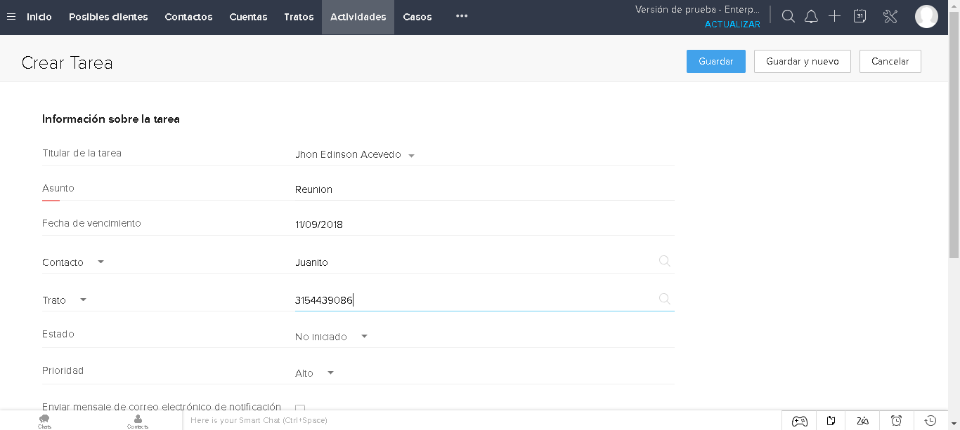 Inicio Posibles clientes Contactos Cuentas Tratos Actividades Casos ••• Versión de prueba - Enterp...
ACTUALIZAR
Crear Tarea Guardar Guardar y nuevo Cancelar
Información sobre la tarea
Titular de la tarea Jhon Edinson Acevedo
Asunto Reunion
Fecha de vencimiento 11/09/2018
Contacto Juanito
Trato 3154439086
Estado No iniciado
Prioridad Alto
Enviar mensaje de correo electrónico de notificación
Chats Contacts Here is your Smart Chat (Ctrl+Space)